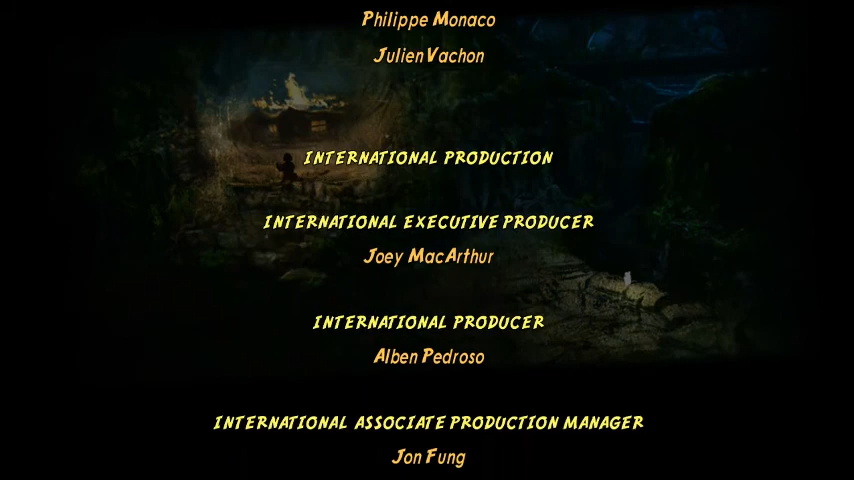 Philippe Monaco
Julien Vachon
INTERNATIONAL PRODUCTION
INTERNATIONAL EXECUTIVE PRODUCER
Joey MacArthur
INTERNATIONAL PRODUCER
Alben Pedroso
INTERNATIONAL ASSOCIATE PRODUCTION MANAGER
Jon Fung